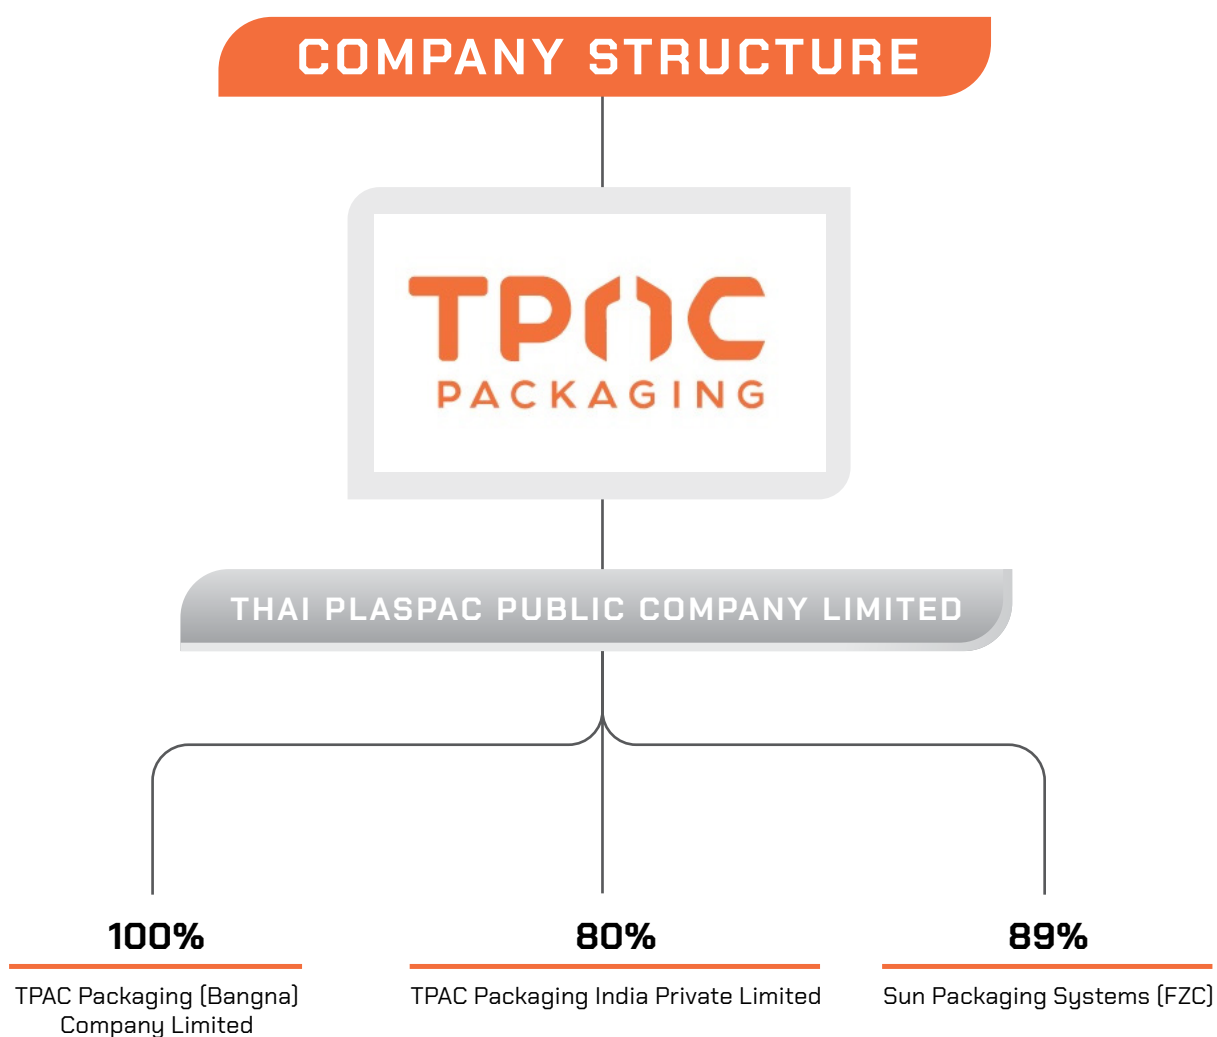 COMPANY STRUCTURE
TPAC
PACKAGING
THAI PLASPAC PUBLIC COMPANY LIMITED
100%
TPAC Packaging (Bangna)
Company Limited
80%
TPAC Packaging India Private Limited
89%
Sun Packaging Systems (FZC)